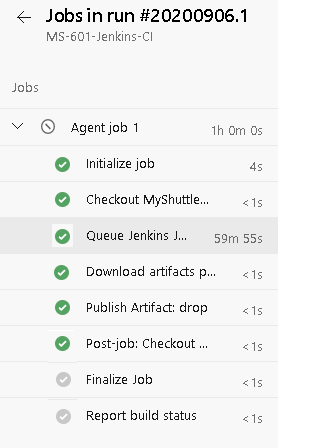 Jobs in run #20200906.1
MS-601-Jenkins-CI
Jobs
Agent job 1 1h 0m 0s
Initialize job 4s
Checkout MyShuttle... <1s
Queue Jenkins J... 59m 55s
Download artifacts p... <1s
Publish Artifact: drop <1s
Post-job: Checkout ... <1s
Finalize Job <1s
Report build status <1s